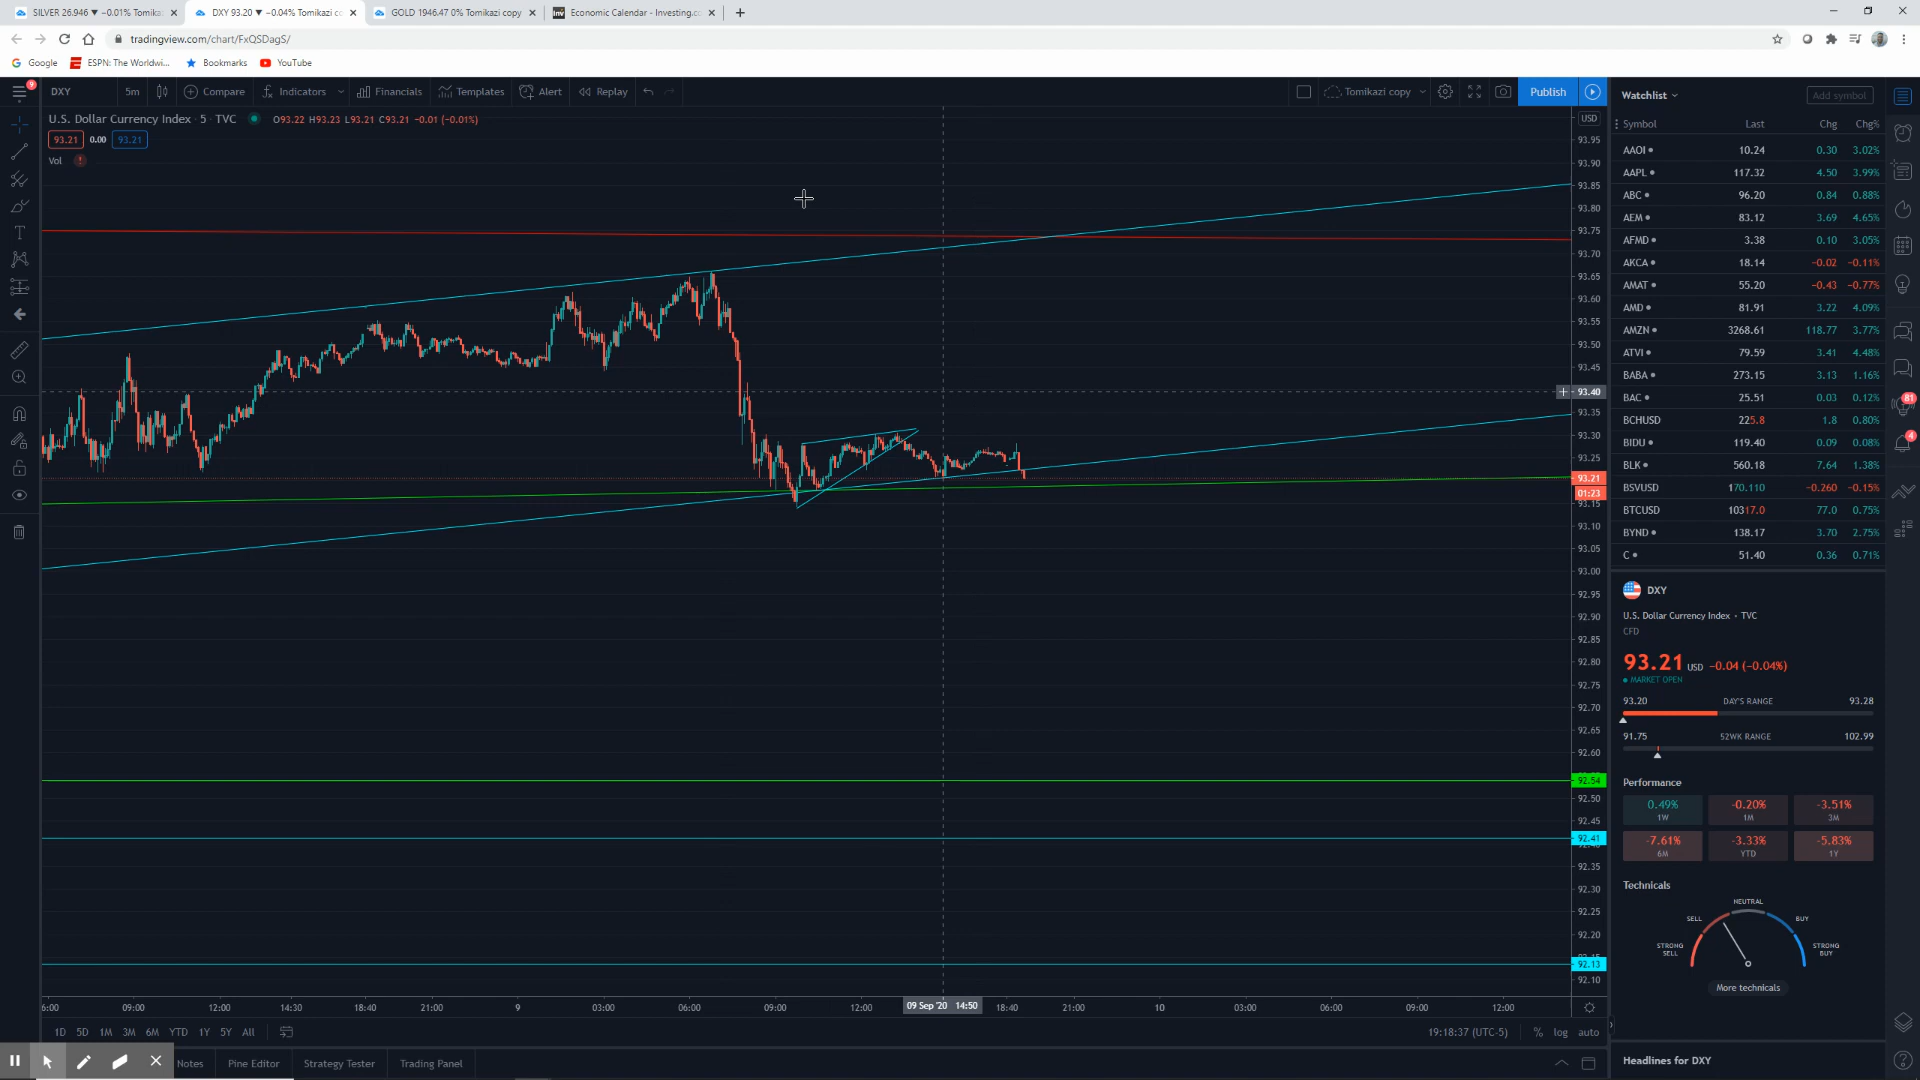 SILVER 26.946 ▼ −0.01% Tomika
DXY 93.20 ▼ −0.04% Tomikazi c
GOLD 1946.47 0% Tomikazi copy
Economic Calendar - Investing.c
tradingview.com/chart/FxQSDagS/
Google
ESPN: The Worldwi...
Bookmarks
YouTube
9
DXY
5m
Compare
Indicators
Financials
Templates
Alert
Replay
Tomikazi copy
Publish
U.S. Dollar Currency Index · 5 · TVC
O93.22 H93.23 L93.21 C93.21 −0.01 (−0.01%)
93.21 0.00 93.21
Vol
USD
93.95
93.90
93.85
93.80
93.75
93.70
93.65
93.60
93.55
93.50
93.45
93.40
93.35
93.30
93.25
93.21
01:23
93.15
93.10
93.05
93.00
92.95
92.90
92.85
92.80
92.75
92.70
92.65
92.60
92.54
92.50
92.45
92.41
92.35
92.30
92.25
92.20
92.13
92.10
6:00 09:00 12:00 14:30 18:40 21:00 9 03:00 06:00 09:00 12:00 09 Sep '20 14:50 18:40 21:00 10 03:00 06:00 09:00 12:00
1D 5D 1M 3M 6M YTD 1Y 5Y All
19:18:37 (UTC-5) % log auto
Notes Pine Editor Strategy Tester Trading Panel
Watchlist
Add symbol
Symbol Last Chg Chg%
AAOI 10.24 0.30 3.02%
AAPL 117.32 4.50 3.99%
ABC 96.20 0.84 0.88%
AEM 83.12 3.69 4.65%
AFMD 3.38 0.10 3.05%
AKCA 18.14 −0.02 −0.11%
AMAT 55.20 −0.43 −0.77%
AMD 81.91 3.22 4.09%
AMZN 3268.61 118.77 3.77%
ATVI 79.59 3.41 4.48%
BABA 273.15 3.13 1.16%
BAC 25.51 0.03 0.12%
BCHUSD 225.8 1.8 0.80%
BIDU 119.40 0.09 0.08%
BLK 560.18 7.64 1.38%
BSVUSD 170.110 −0.260 −0.15%
BTCUSD 10317.0 77.0 0.75%
BYND 138.17 3.70 2.75%
C 51.40 0.36 0.71%
DXY
U.S. Dollar Currency Index · TVC
CFD
93.21 USD −0.04 (−0.04%)
MARKET OPEN
93.20 DAY'S RANGE 93.28
91.75 52WK RANGE 102.99
Performance
0.49% −0.20% −3.51%
1W 1M 3M
−7.61% −3.33% −5.83%
6M YTD 1Y
Technicals
NEUTRAL
SELL BUY
STRONG SELL
STRONG BUY
More technicals
Headlines for DXY
81
4